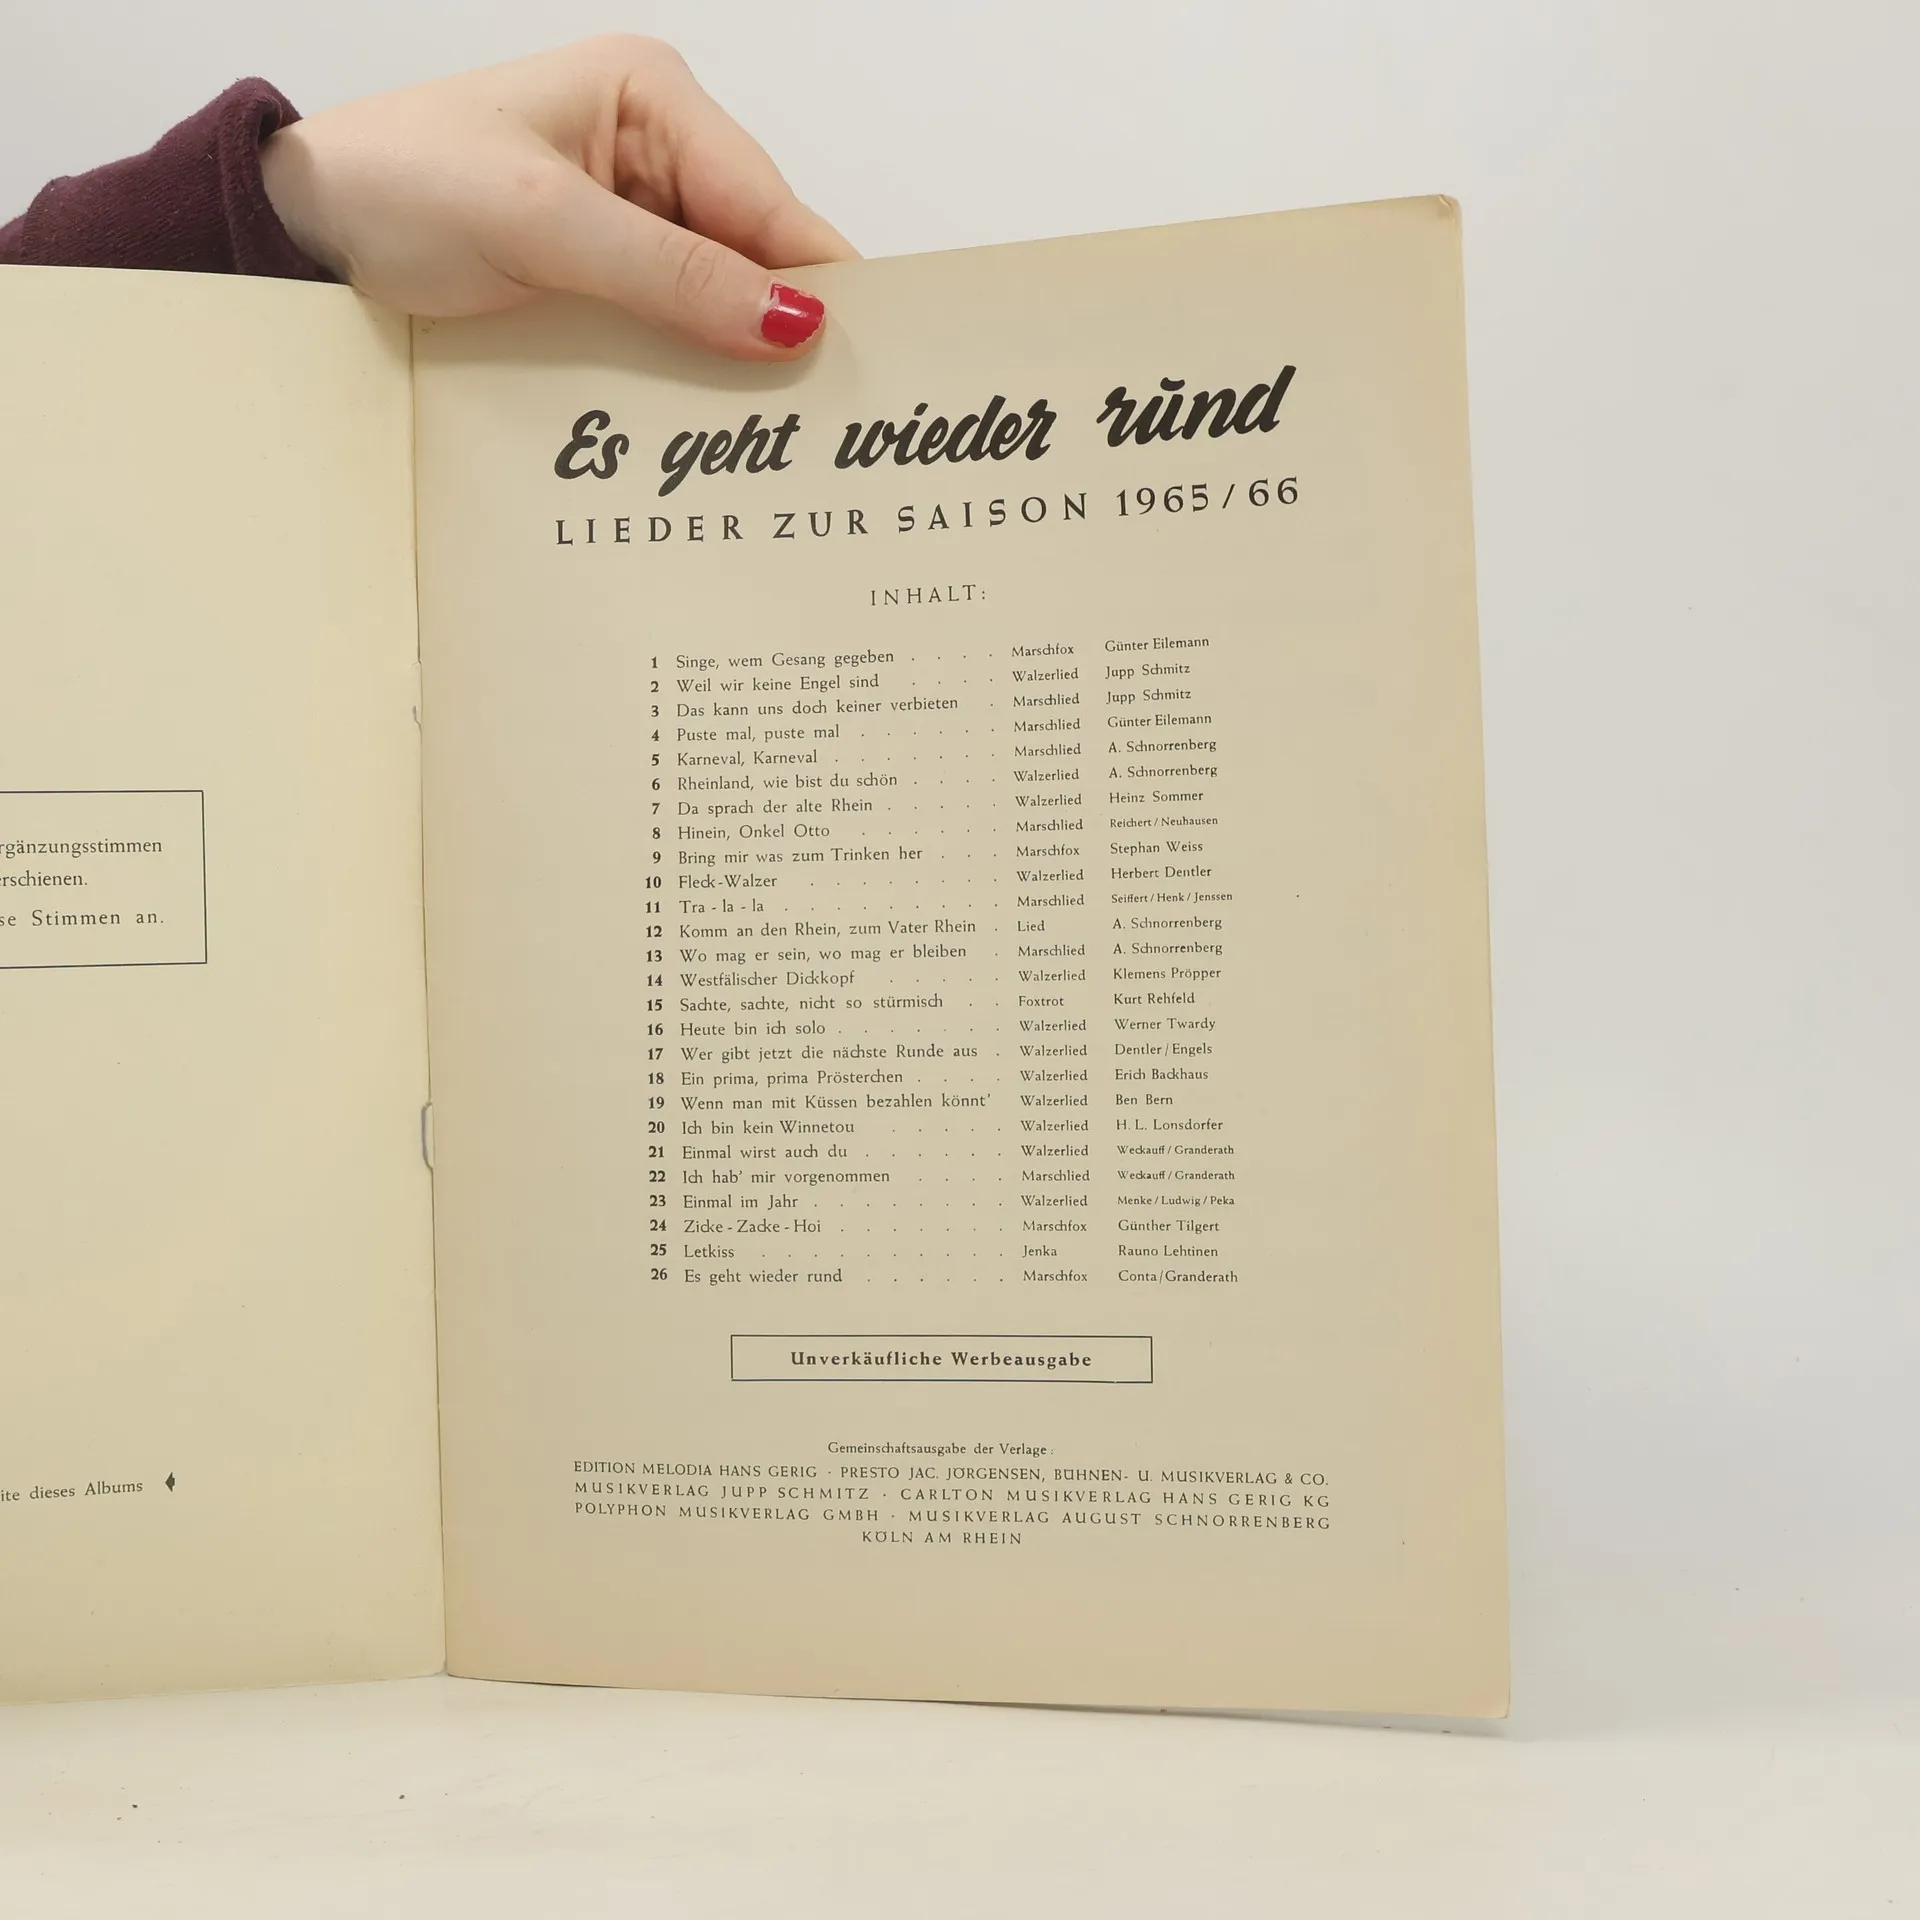 rgänzungsstimmen
erschienen.
se Stimmen an.
ite dieses Albums
Es geht wieder rŭnd
LIEDER ZUR SAISON 1965/66
INHALT:
1 Singe, wem Gesang gegeben . . . . Marschfox Günter Eilemann
2 Weil wir keine Engel sind . . . . Walzerlied Jupp Schmitz
3 Das kann uns doch keiner verbieten . Marschlied Jupp Schmitz
4 Puste mal, puste mal . . . . . . Marschlied Günter Eilemann
5 Karneval, Karneval . . . . . . . Marschlied A. Schnorrenberg
6 Rheinland, wie bist du schön . . . . Walzerlied A. Schnorrenberg
7 Da sprach der alte Rhein . . . . . Walzerlied Heinz Sommer
8 Hinein, Onkel Otto . . . . . . Marschlied Reichert / Neuhausen
9 Bring mir was zum Trinken her . . . Marschfox Stephan Weiss
10 Fleck-Walzer . . . . . . . . Walzerlied Herbert Dentler
11 Tra - la - la . . . . . . . . . Marschlied Seiffert / Henk / Jenssen
12 Komm an den Rhein, zum Vater Rhein . Lied A. Schnorrenberg
13 Wo mag er sein, wo mag er bleiben . Marschlied A. Schnorrenberg
14 Westfälischer Dickkopf . . . . . Walzerlied Klemens Pröpper
15 Sachte, sachte, nicht so stürmisch . . Foxtrot Kurt Rehfeld
16 Heute bin ich solo . . . . . . . Walzerlied Werner Twardy
17 Wer gibt jetzt die nächste Runde aus . Walzerlied Dentler / Engels
18 Ein prima, prima Prösterchen . . . . Walzerlied Erich Backhaus
19 Wenn man mit Küssen bezahlen könnt' Walzerlied Ben Bern
20 Ich bin kein Winnetou . . . . . Walzerlied H. L. Lonsdorfer
21 Einmal wirst auch du . . . . . . Walzerlied Weckauff / Granderath
22 Ich hab' mir vorgenommen . . . . Marschlied Weckauff / Granderath
23 Einmal im Jahr . . . . . . . . Walzerlied Menke / Ludwig / Peka
24 Zicke - Zacke - Hoi . . . . . . . Marschfox Günther Tilgert
25 Letkiss . . . . . . . . . . Jenka Rauno Lehtinen
26 Es geht wieder rund . . . . . . Marschfox Conta/Granderath
Unverkäufliche Werbeausgabe
Gemeinschaftsausgabe der Verlage :
EDITION MELODIA HANS GERIG · PRESTO JAC. JÖRGENSEN, BÜHNEN- U. MUSIKVERLAG & CO.
MUSIKVERLAG JUPP SCHMITZ · CARLTON MUSIKVERLAG HANS GERIG KG
POLYPHON MUSIKVERLAG GMBH · MUSIKVERLAG AUGUST SCHNORRENBERG
KÖLN AM RHEIN